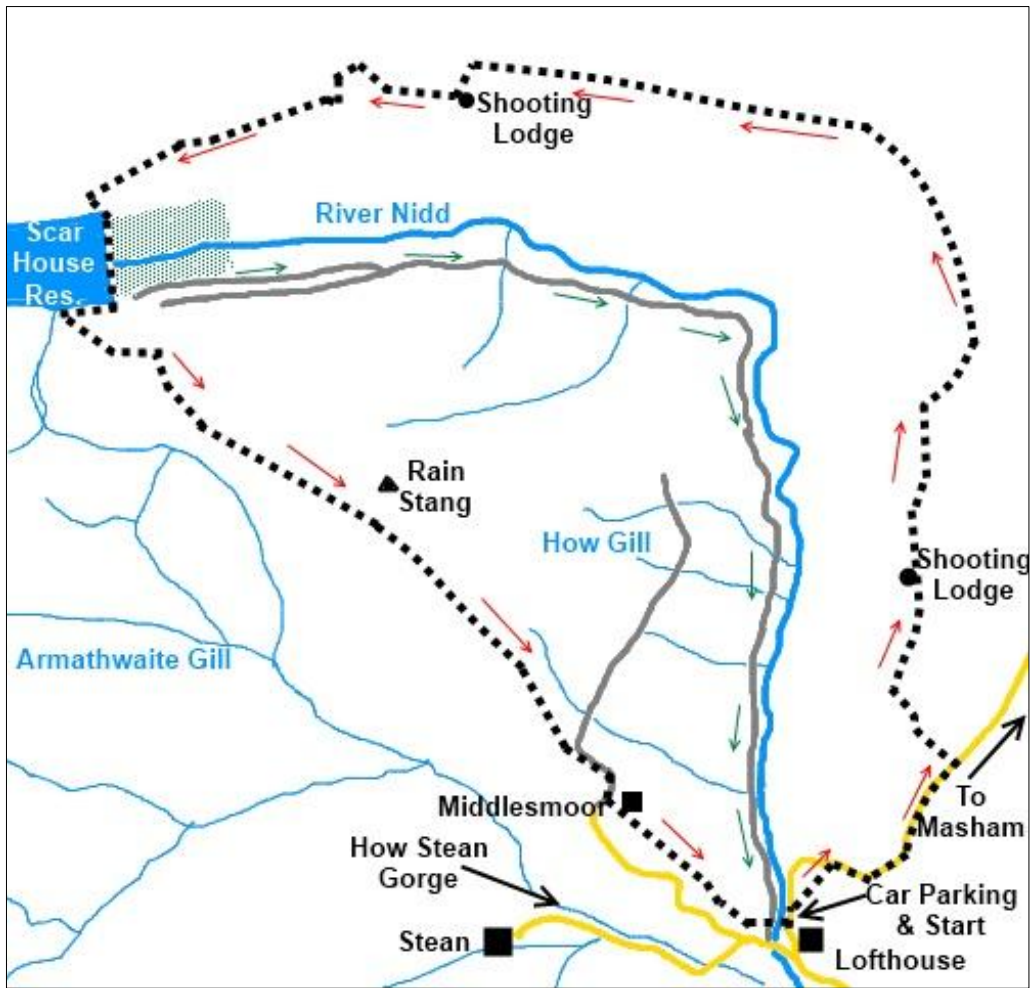 Shooting
Lodge
River Nidd
Scar
House
Res.
Rain
Stang
How Gill
Shooting
Lodge
Armathwaite Gill
To
Masham
Middlesmoor
How Stean
Gorge
Car Parking
& Start
Stean
Lofthouse